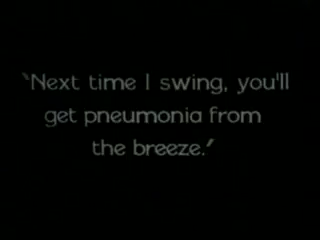 "Next time I swing, you'll
get pneumonia from
the breeze."